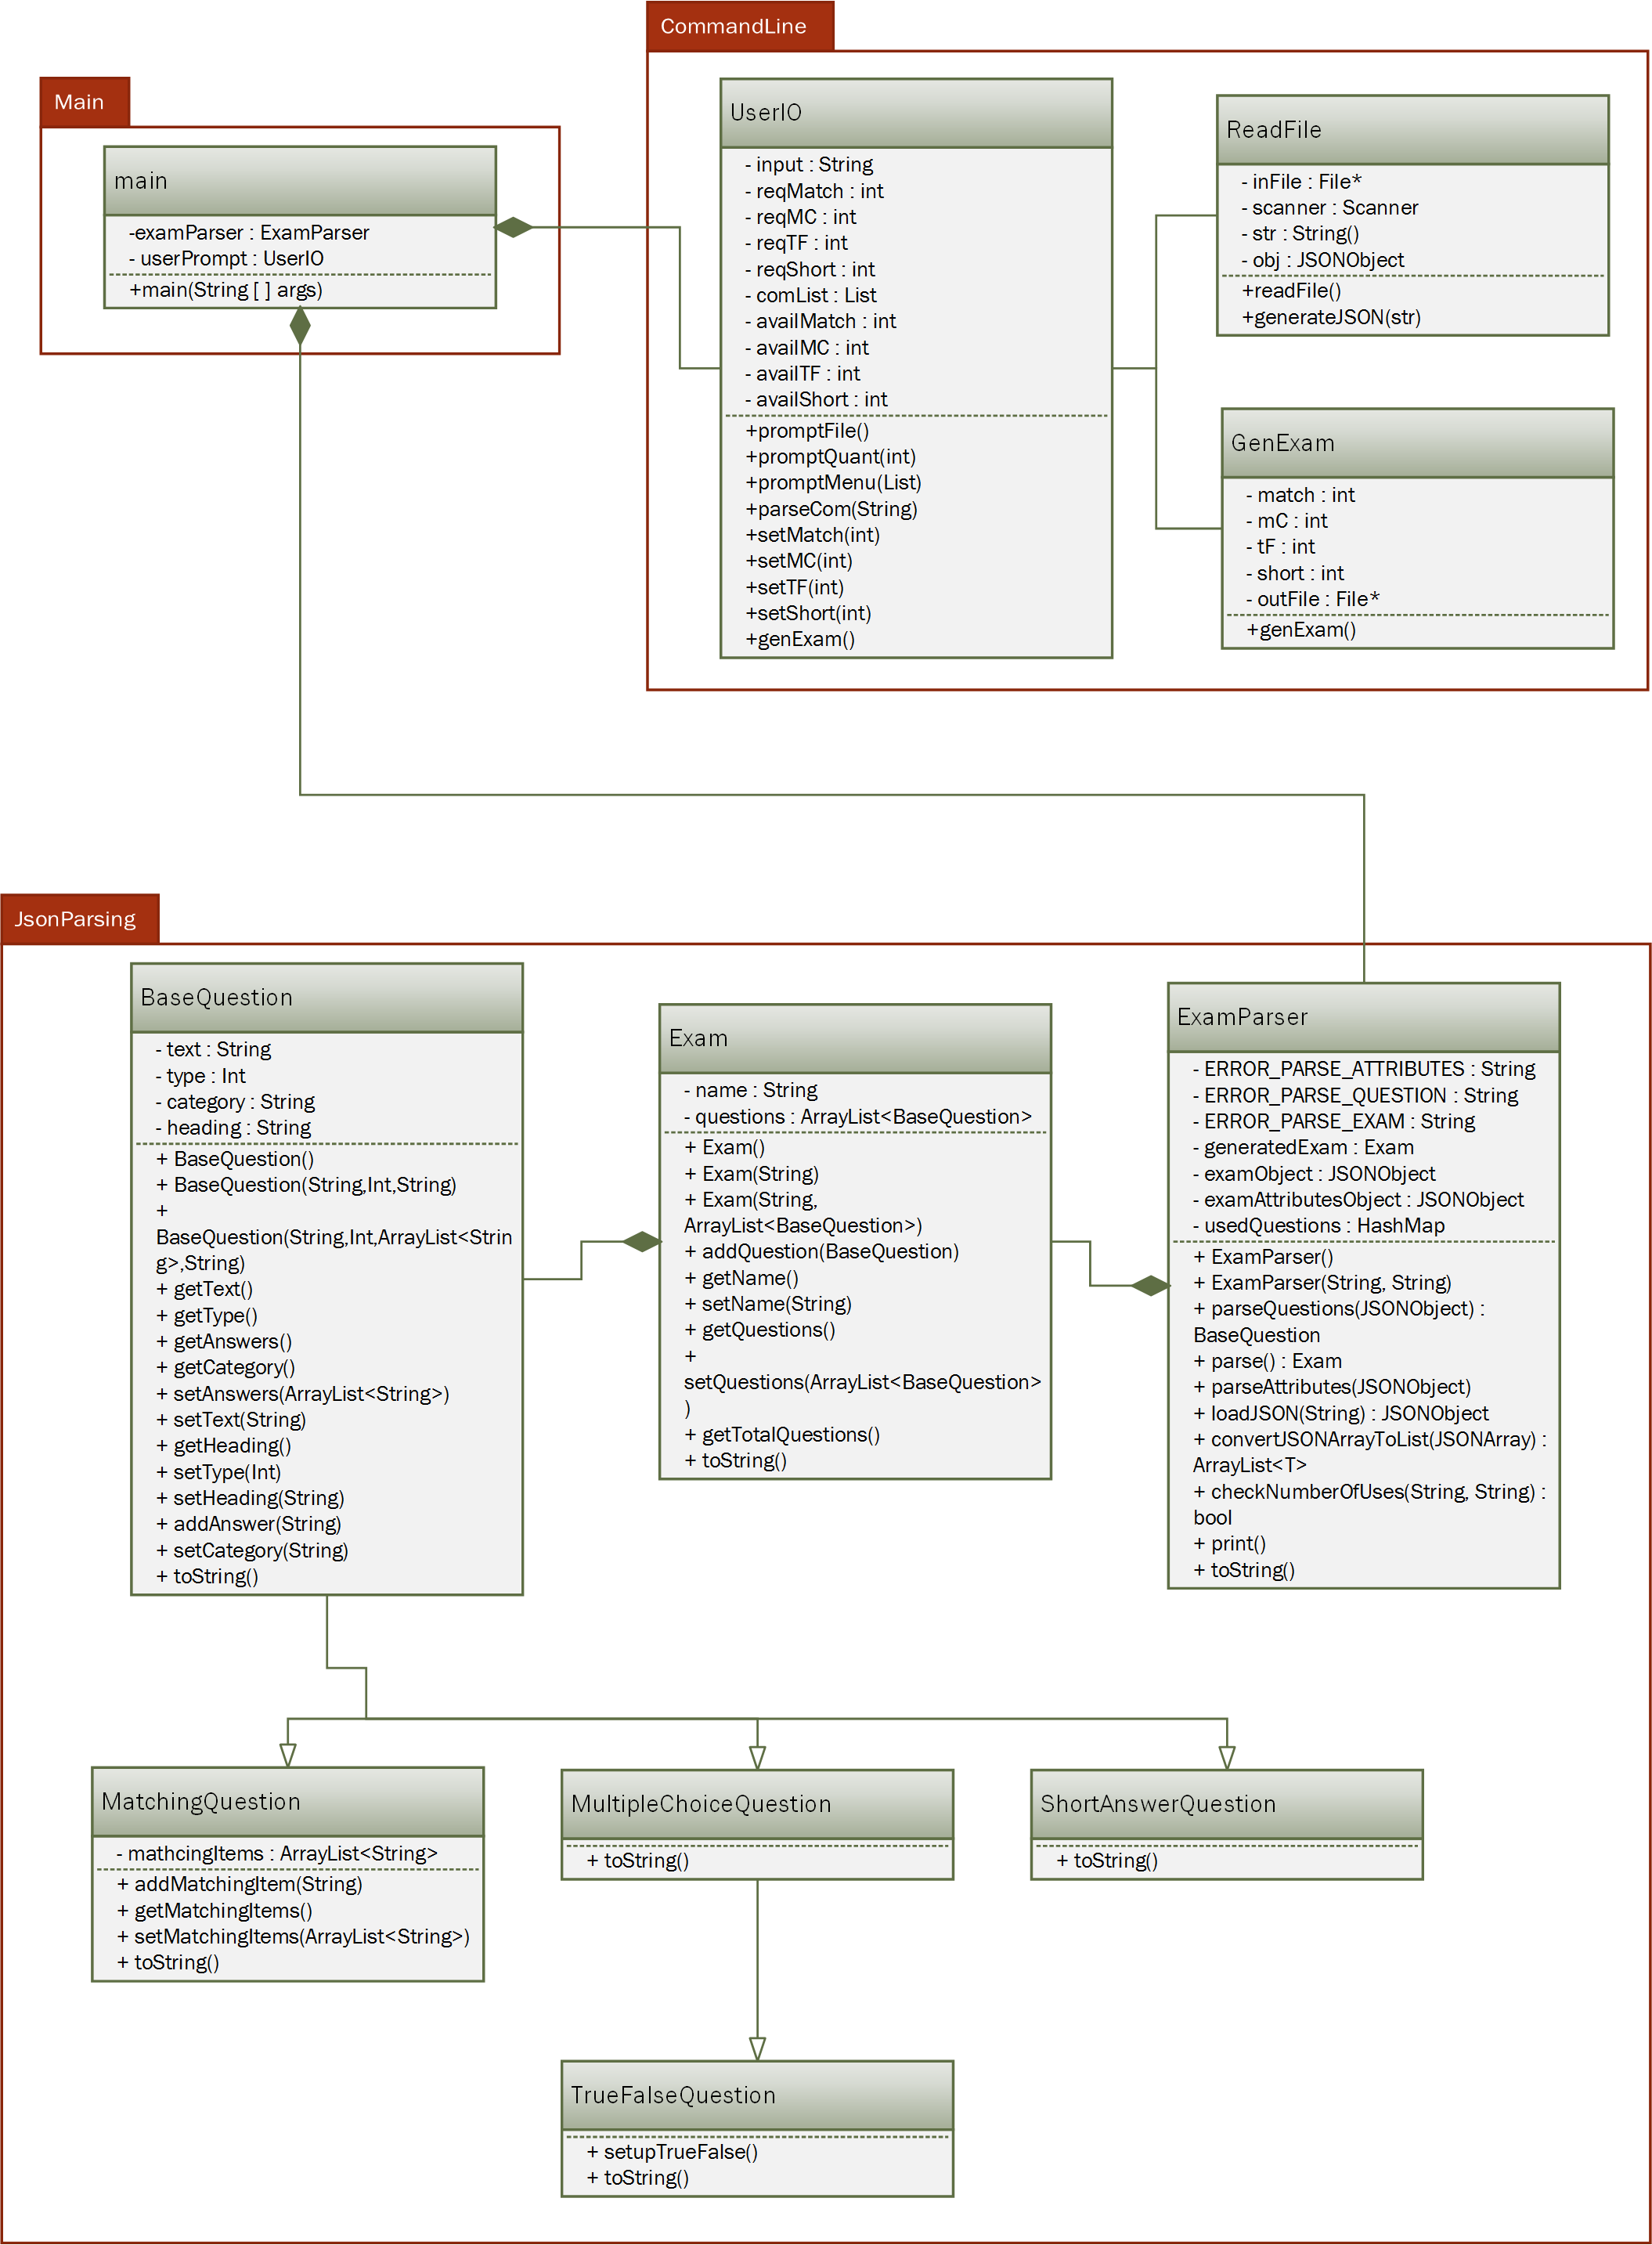 CommandLine
Main
UserIO
- input : String
- reqMatch : int
- reqMC : int
- reqTF : int
- reqShort : int
- comList : List
- availMatch : int
- availMC : int
- availTF : int
- availShort : int
+promptFile()
+promptQuant(int)
+promptMenu(List)
+parseCom(String)
+setMatch(int)
+setMC(int)
+setTF(int)
+setShort(int)
+genExam()
ReadFile
- inFile : File*
- scanner : Scanner
- str : String()
- obj : JSONObject
+readFile()
+generateJSON(str)
main
-examParser : ExamParser
- userPrompt : UserIO
+main(String [ ] args)
GenExam
- match : int
- mC : int
- tF : int
- short : int
- outFile : File*
+genExam()
JsonParsing
BaseQuestion
- text : String
- type : Int
- category : String
- heading : String
+ BaseQuestion()
+ BaseQuestion(String,Int,String)
+
BaseQuestion(String,Int,ArrayList<Strin
g>,String)
+ getText()
+ getType()
+ getAnswers()
+ getCategory()
+ setAnswers(ArrayList<String>)
+ setText(String)
+ getHeading()
+ setType(Int)
+ setHeading(String)
+ addAnswer(String)
+ setCategory(String)
+ toString()
Exam
- name : String
- questions : ArrayList<BaseQuestion>
+ Exam()
+ Exam(String)
+ Exam(String,
ArrayList<BaseQuestion>)
+ addQuestion(BaseQuestion)
+ getName()
+ setName(String)
+ getQuestions()
+
setQuestions(ArrayList<BaseQuestion>
)
+ getTotalQuestions()
+ toString()
ExamParser
- ERROR_PARSE_ATTRIBUTES : String
- ERROR_PARSE_QUESTION : String
- ERROR_PARSE_EXAM : String
- generatedExam : Exam
- examObject : JSONObject
- examAttributesObject : JSONObject
- usedQuestions : HashMap
+ ExamParser()
+ ExamParser(String, String)
+ parseQuestions(JSONObject) :
BaseQuestion
+ parse() : Exam
+ parseAttributes(JSONObject)
+ loadJSON(String) : JSONObject
+ convertJSONArrayToList(JSONArray) :
ArrayList<T>
+ checkNumberOfUses(String, String) :
bool
+ print()
+ toString()
MatchingQuestion
- mathcingItems : ArrayList<String>
+ addMatchingItem(String)
+ getMatchingItems()
+ setMatchingItems(ArrayList<String>)
+ toString()
MultipleChoiceQuestion
+ toString()
ShortAnswerQuestion
+ toString()
TrueFalseQuestion
+ setupTrueFalse()
+ toString()